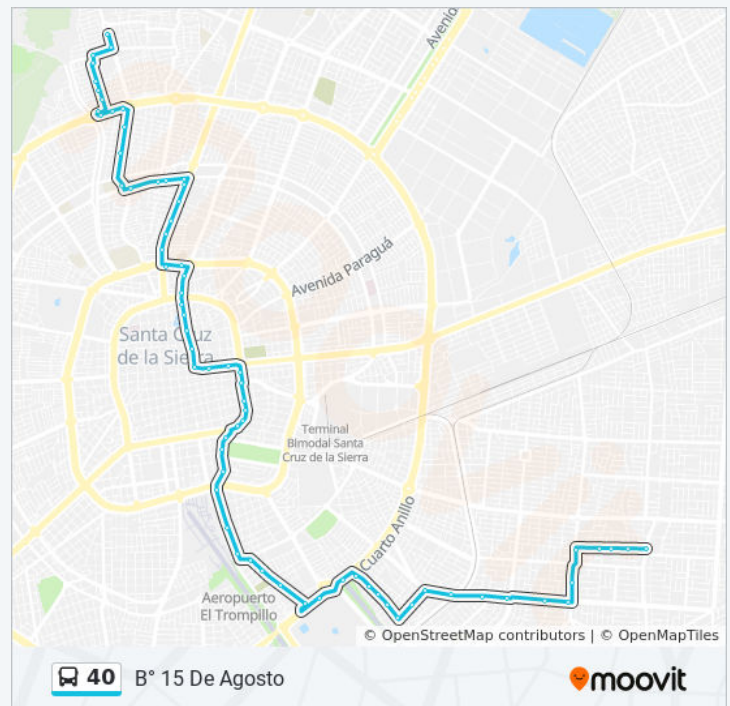 Avenio
Avenida Paraguá
Santa Cruz
de la Sierra
Terminal
Bimodal Santa
Cruz de la Sierra
Cuarto Anillo
Aeropuerto
El Trompillo
© OpenStreetMap contributors | © OpenMapTiles
40 B° 15 De Agosto
moovit